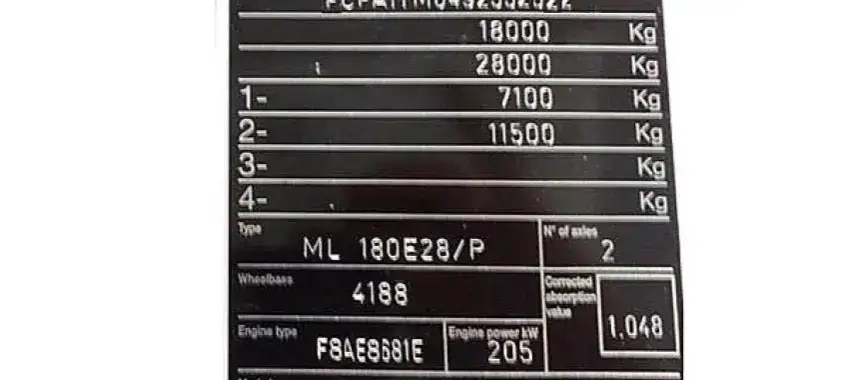 18000 Kg
28000 Kg
1- 7100 Kg
2- 11500 Kg
3- Kg
4- Kg
Type
ML 180E28/P
N° of axles
2
Wheelbase
4188
Corrected
absorption
value
1.048
Engine type
F8AE8681E
Engine power kW
205